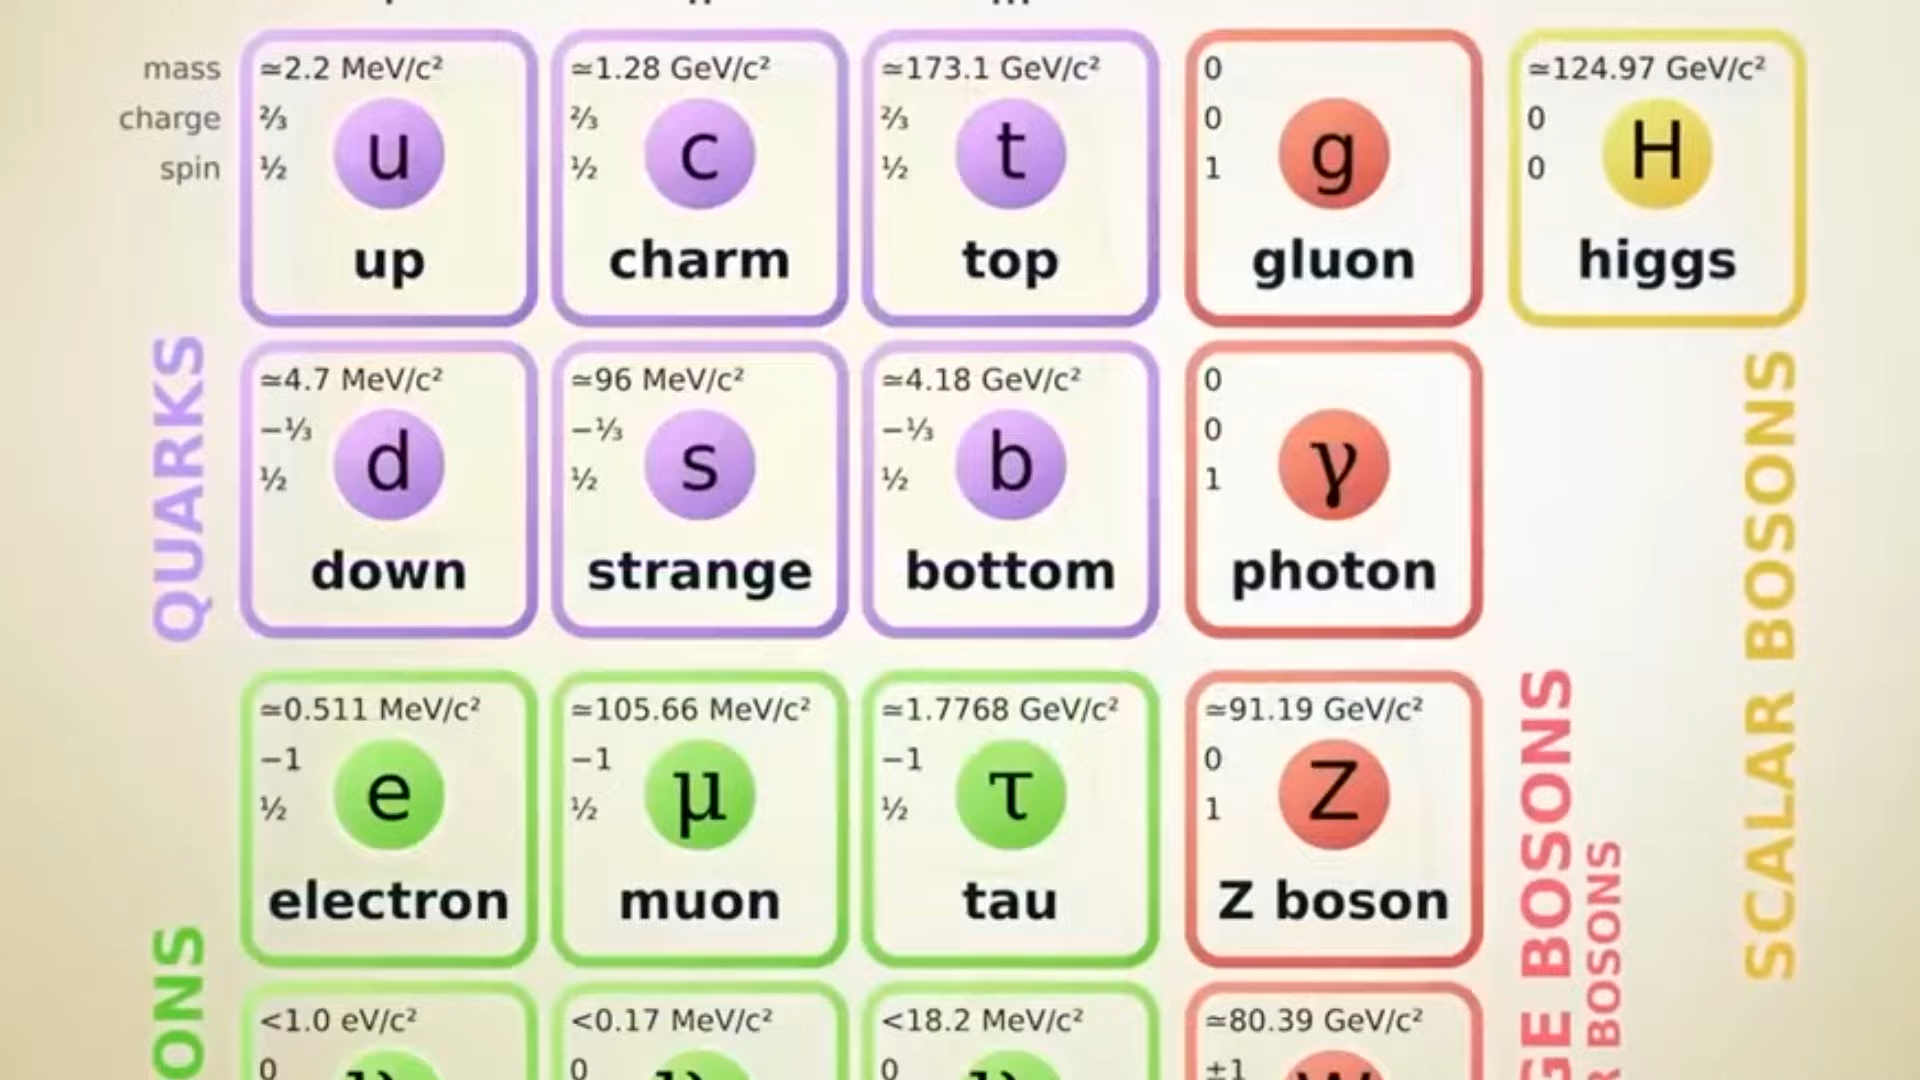 mass
charge
spin
≃2.2 MeV/c²
⅔
½
u
up
≃1.28 GeV/c²
⅔
½
c
charm
≃173.1 GeV/c²
⅔
½
t
top
0
0
1
g
gluon
≃124.97 GeV/c²
0
0
H
higgs
QUARKS
≃4.7 MeV/c²
−⅓
½
d
down
≃96 MeV/c²
−⅓
½
s
strange
≃4.18 GeV/c²
−⅓
½
b
bottom
0
0
1
γ
photon
SCALAR BOSONS
≃0.511 MeV/c²
−1
½
e
electron
≃105.66 MeV/c²
−1
½
μ
muon
≃1.7768 GeV/c²
−1
½
τ
tau
≃91.19 GeV/c²
0
1
Z
Z boson
GE BOSONS
R BOSONS
ONS
<1.0 eV/c²
0
<0.17 MeV/c²
0
<18.2 MeV/c²
0
≃80.39 GeV/c²
±1